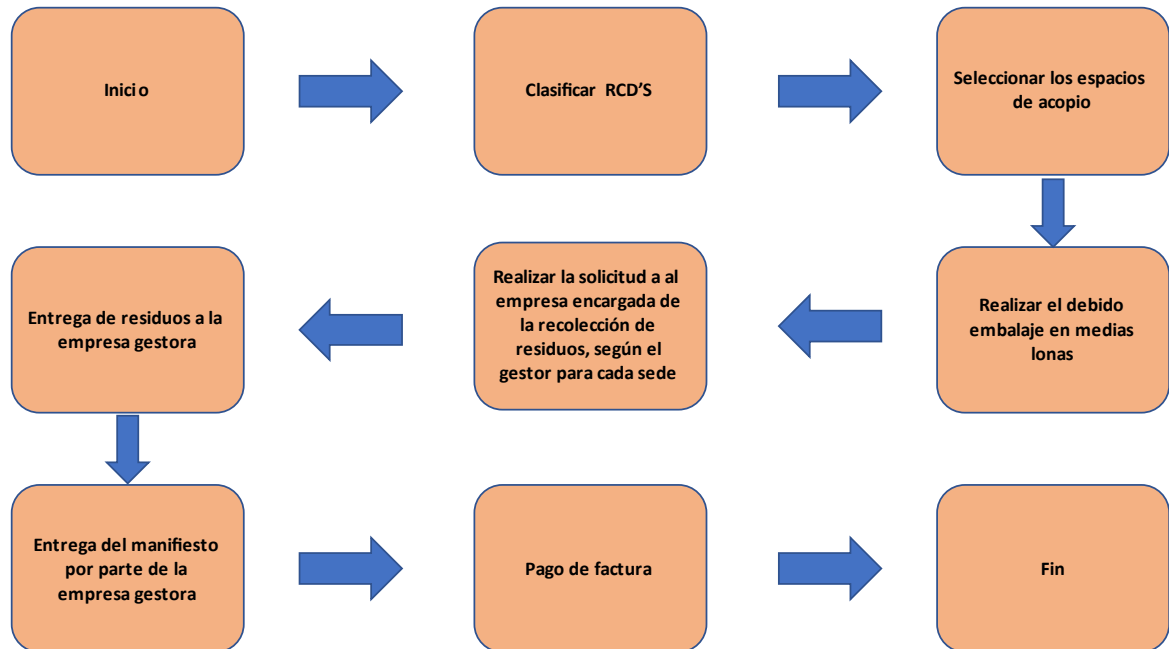 Inicio
Clasificar RCD'S
Seleccionar los espacios
de acopio
Realizar el debido
embalaje en medias
lonas
Realizar la solicitud a al
empresa encargada de
la recolección de
residuos, según el
gestor para cada sede
Entrega de residuos a la
empresa gestora
Entrega del manifiesto
por parte de la
empresa gestora
Pago de factura
Fin